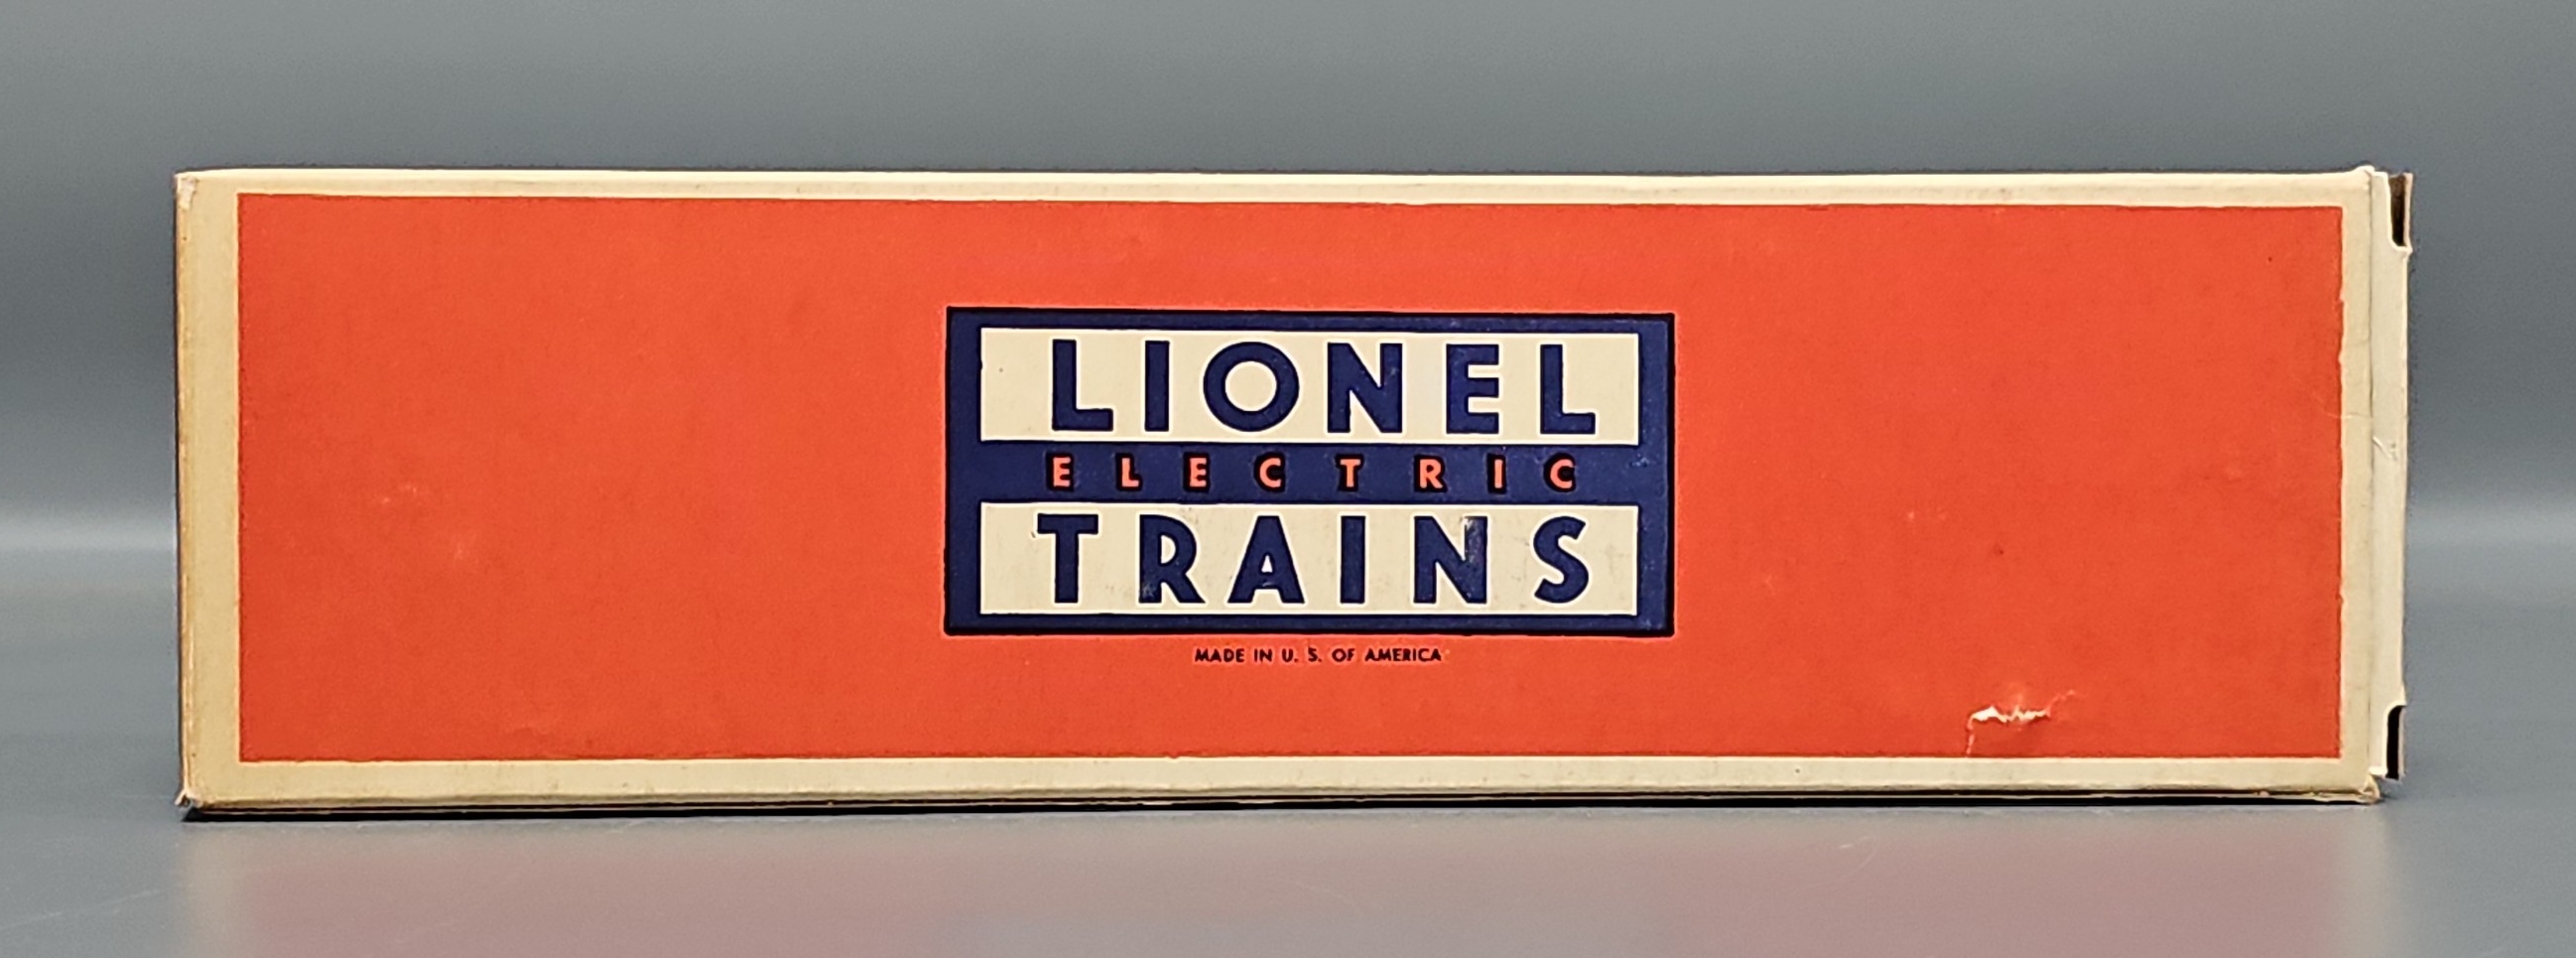 LIONEL
ELECTRIC
TRAINS
MADE IN U. S. OF AMERICA